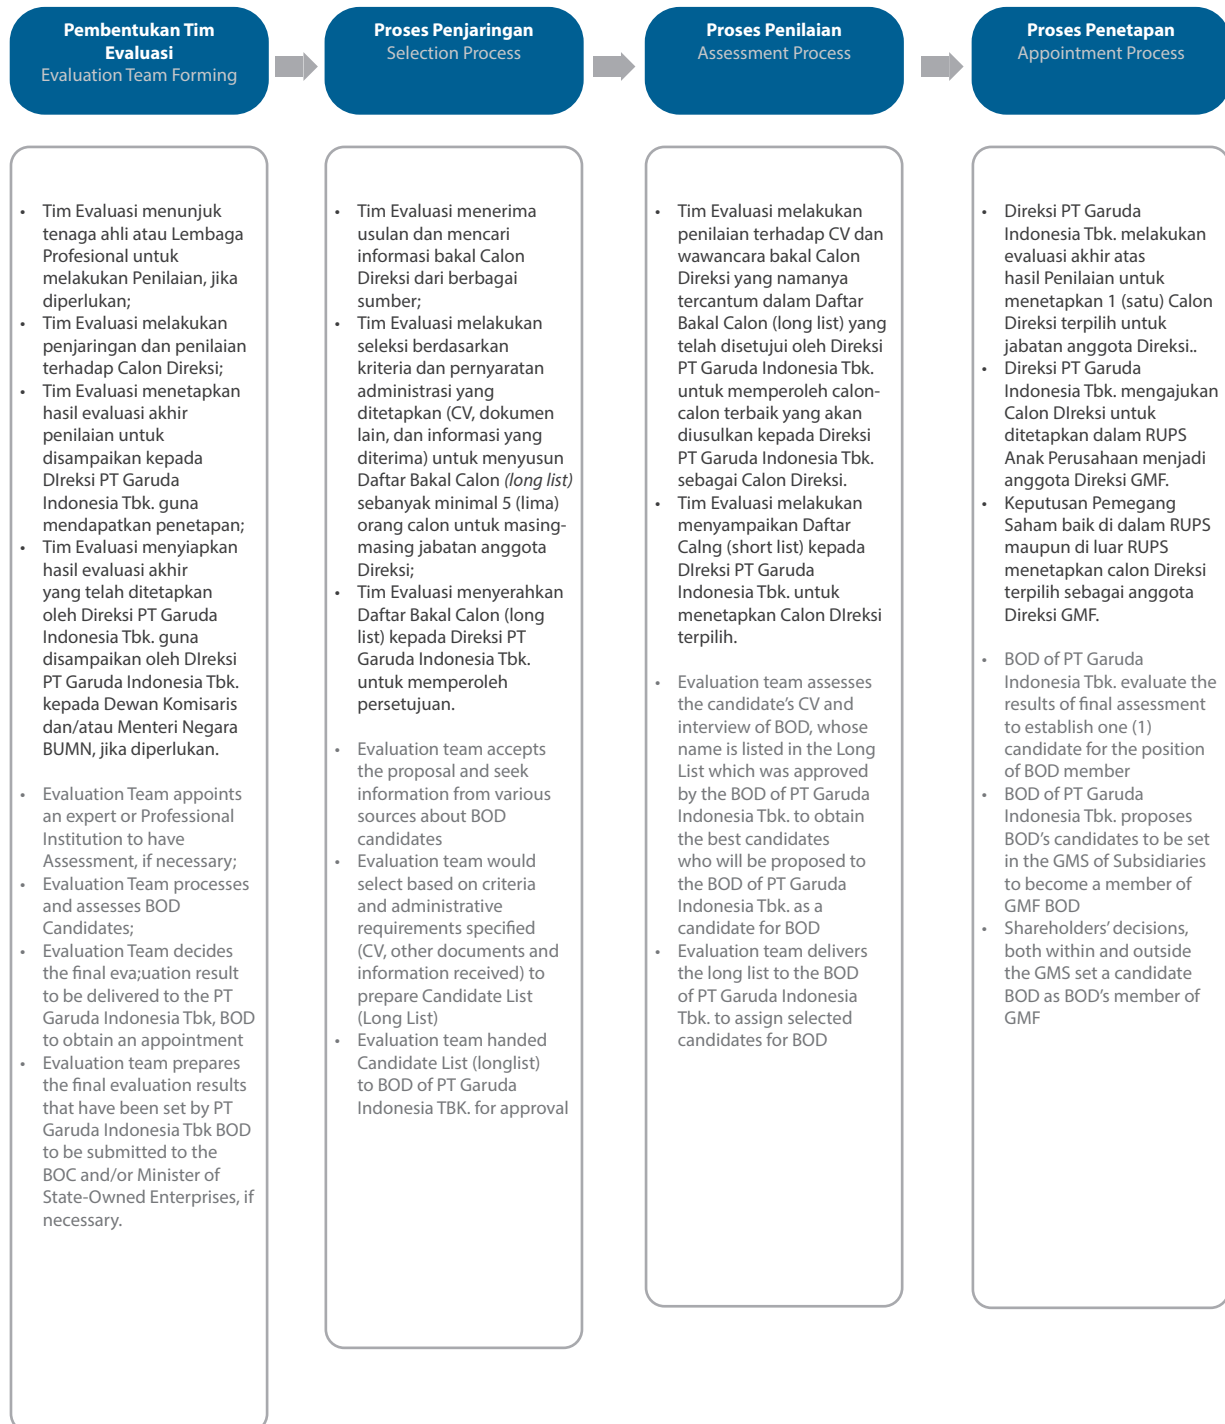 Pembentukan Tim
Evaluasi
Evaluation Team Forming
Proses Penjaringan
Selection Process
Proses Penilaian
Assessment Process
Proses Penetapan
Appointment Process
• Tim Evaluasi menunjuk
tenaga ahli atau Lembaga
Profesional untuk
melakukan Penilaian, jika
diperlukan;
• Tim Evaluasi melakukan
penjaringan dan penilaian
terhadap Calon Direksi;
• Tim Evaluasi menetapkan
hasil evaluasi akhir
penilaian untuk
disampaikan kepada
DIreksi PT Garuda
Indonesia Tbk. guna
mendapatkan penetapan;
• Tim Evaluasi menyiapkan
hasil evaluasi akhir
yang telah ditetapkan
oleh Direksi PT Garuda
Indonesia Tbk. guna
disampaikan oleh DIreksi
PT Garuda Indonesia Tbk.
kepada Dewan Komisaris
dan/atau Menteri Negara
BUMN, jika diperlukan.
• Evaluation Team appoints
an expert or Professional
Institution to have
Assessment, if necessary;
• Evaluation Team processes
and assesses BOD
Candidates;
• Evaluation Team decides
the final eva;uation result
to be delivered to the PT
Garuda Indonesia Tbk, BOD
to obtain an appointment
• Evaluation team prepares
the final evaluation results
that have been set by PT
Garuda Indonesia Tbk BOD
to be submitted to the
BOC and/or Minister of
State-Owned Enterprises, if
necessary.
• Tim Evaluasi menerima
usulan dan mencari
informasi bakal Calon
Direksi dari berbagai
sumber;
• Tim Evaluasi melakukan
seleksi berdasarkan
kriteria dan pernyaratan
administrasi yang
ditetapkan (CV, dokumen
lain, dan informasi yang
diterima) untuk menyusun
Daftar Bakal Calon (long list)
sebanyak minimal 5 (lima)
orang calon untuk masing-
masing jabatan anggota
Direksi;
• Tim Evaluasi menyerahkan
Daftar Bakal Calon (long
list) kepada Direksi PT
Garuda Indonesia Tbk.
untuk memperoleh
persetujuan.
• Evaluation team accepts
the proposal and seek
information from various
sources about BOD
candidates
• Evaluation team would
select based on criteria
and administrative
requirements specified
(CV, other documents and
information received) to
prepare Candidate List
(Long List)
• Evaluation team handed
Candidate List (longlist)
to BOD of PT Garuda
Indonesia TBK. for approval
• Tim Evaluasi melakukan
penilaian terhadap CV dan
wawancara bakal Calon
Direksi yang namanya
tercantum dalam Daftar
Bakal Calon (long list) yang
telah disetujui oleh Direksi
PT Garuda Indonesia Tbk.
untuk memperoleh calon-
calon terbaik yang akan
diusulkan kepada Direksi
PT Garuda Indonesia Tbk.
sebagai Calon Direksi.
• Tim Evaluasi melakukan
menyampaikan Daftar
Calng (short list) kepada
DIreksi PT Garuda
Indonesia Tbk. untuk
menetapkan Calon DIreksi
terpilih.
• Evaluation team assesses
the candidate's CV and
interview of BOD, whose
name is listed in the Long
List which was approved
by the BOD of PT Garuda
Indonesia Tbk. to obtain
the best candidates
who will be proposed to
the BOD of PT Garuda
Indonesia Tbk. as a
candidate for BOD
• Evaluation team delivers
the long list to the BOD
of PT Garuda Indonesia
Tbk. to assign selected
candidates for BOD
• Direksi PT Garuda
Indonesia Tbk. melakukan
evaluasi akhir atas
hasil Penilaian untuk
menetapkan 1 (satu) Calon
Direksi terpilih untuk
jabatan anggota Direksi..
• Direksi PT Garuda
Indonesia Tbk. mengajukan
Calon DIreksi untuk
ditetapkan dalam RUPS
Anak Perusahaan menjadi
anggota Direksi GMF.
• Keputusan Pemegang
Saham baik di dalam RUPS
maupun di luar RUPS
menetapkan calon Direksi
terpilih sebagai anggota
Direksi GMF.
• BOD of PT Garuda
Indonesia Tbk. evaluate the
results of final assessment
to establish one (1)
candidate for the position
of BOD member
• BOD of PT Garuda
Indonesia Tbk. proposes
BOD's candidates to be set
in the GMS of Subsidiaries
to become a member of
GMF BOD
• Shareholders' decisions,
both within and outside
the GMS set a candidate
BOD as BOD's member of
GMF